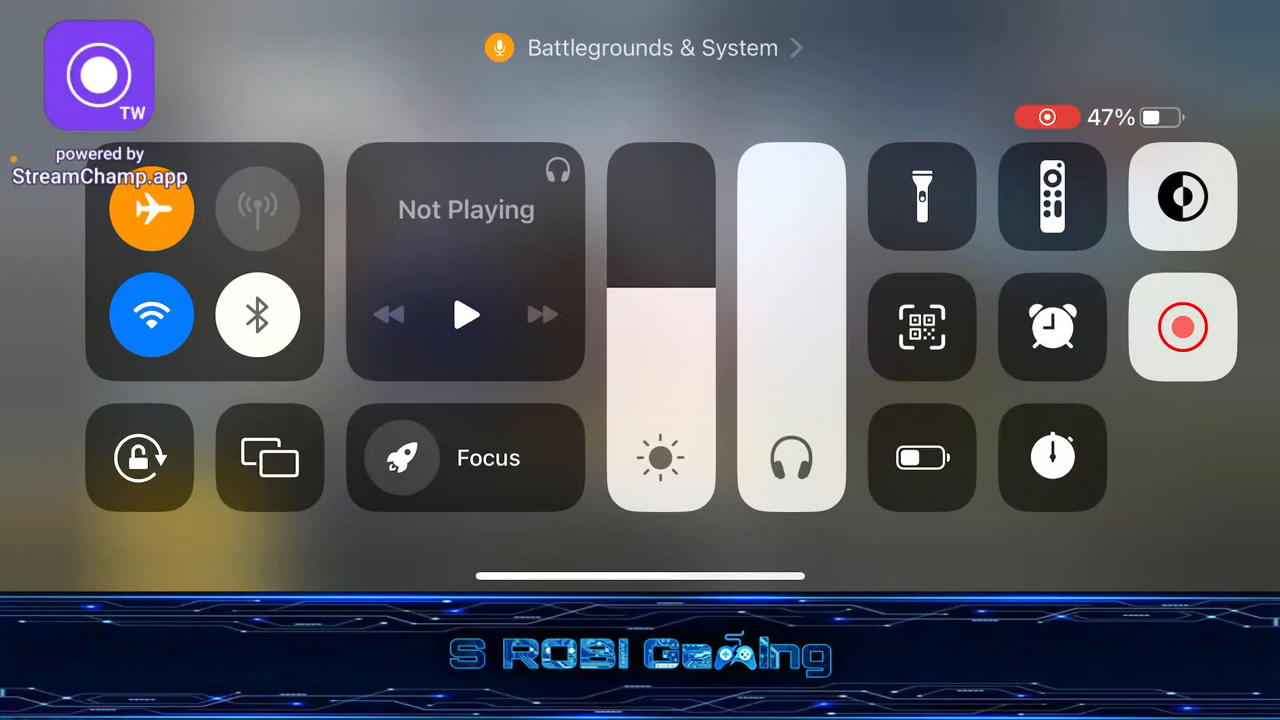 Battlegrounds & System
TW
47%
powered by
StreamChamp.app
Not Playing
Focus
S ROBI GamIng